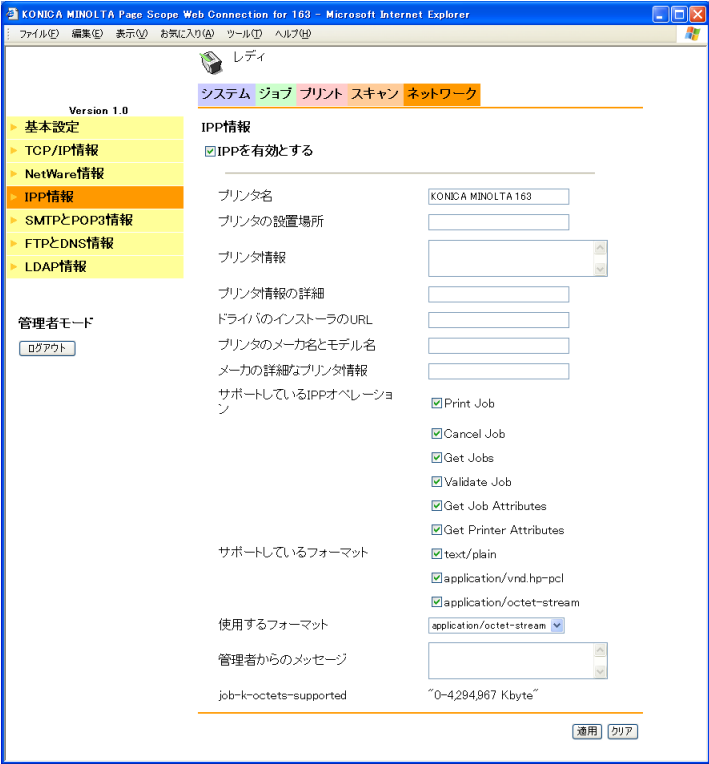 KONICA MINOLTA Page Scope Web Connection for 163 - Microsoft Internet Explorer
ファイル(F) 編集(E) 表示(V) お気に入り(A) ツール(T) ヘルプ(H)
レディ
システム ジョブ プリント スキャン ネットワーク
Version 1.0
基本設定
TCP/IP情報
NetWare情報
IPP情報
SMTPとPOP3情報
FTPとDNS情報
LDAP情報
管理者モード
ログアウト
IPP情報
IPPを有効とする
プリンタ名 KONICA MINOLTA 163
プリンタの設置場所
プリンタ情報
プリンタ情報の詳細
ドライバのインストーラのURL
プリンタのメーカ名とモデル名
メーカの詳細なプリンタ情報
サポートしているIPPオペレーショ
ン
Print Job
Cancel Job
Get Jobs
Validate Job
Get Job Attributes
Get Printer Attributes
サポートしているフォーマット text/plain
application/vnd.hp-pcl
application/octet-stream
使用するフォーマット application/octet-stream
管理者からのメッセージ
job-k-octets-supported "0-4,294,967 Kbyte"
適用 クリア